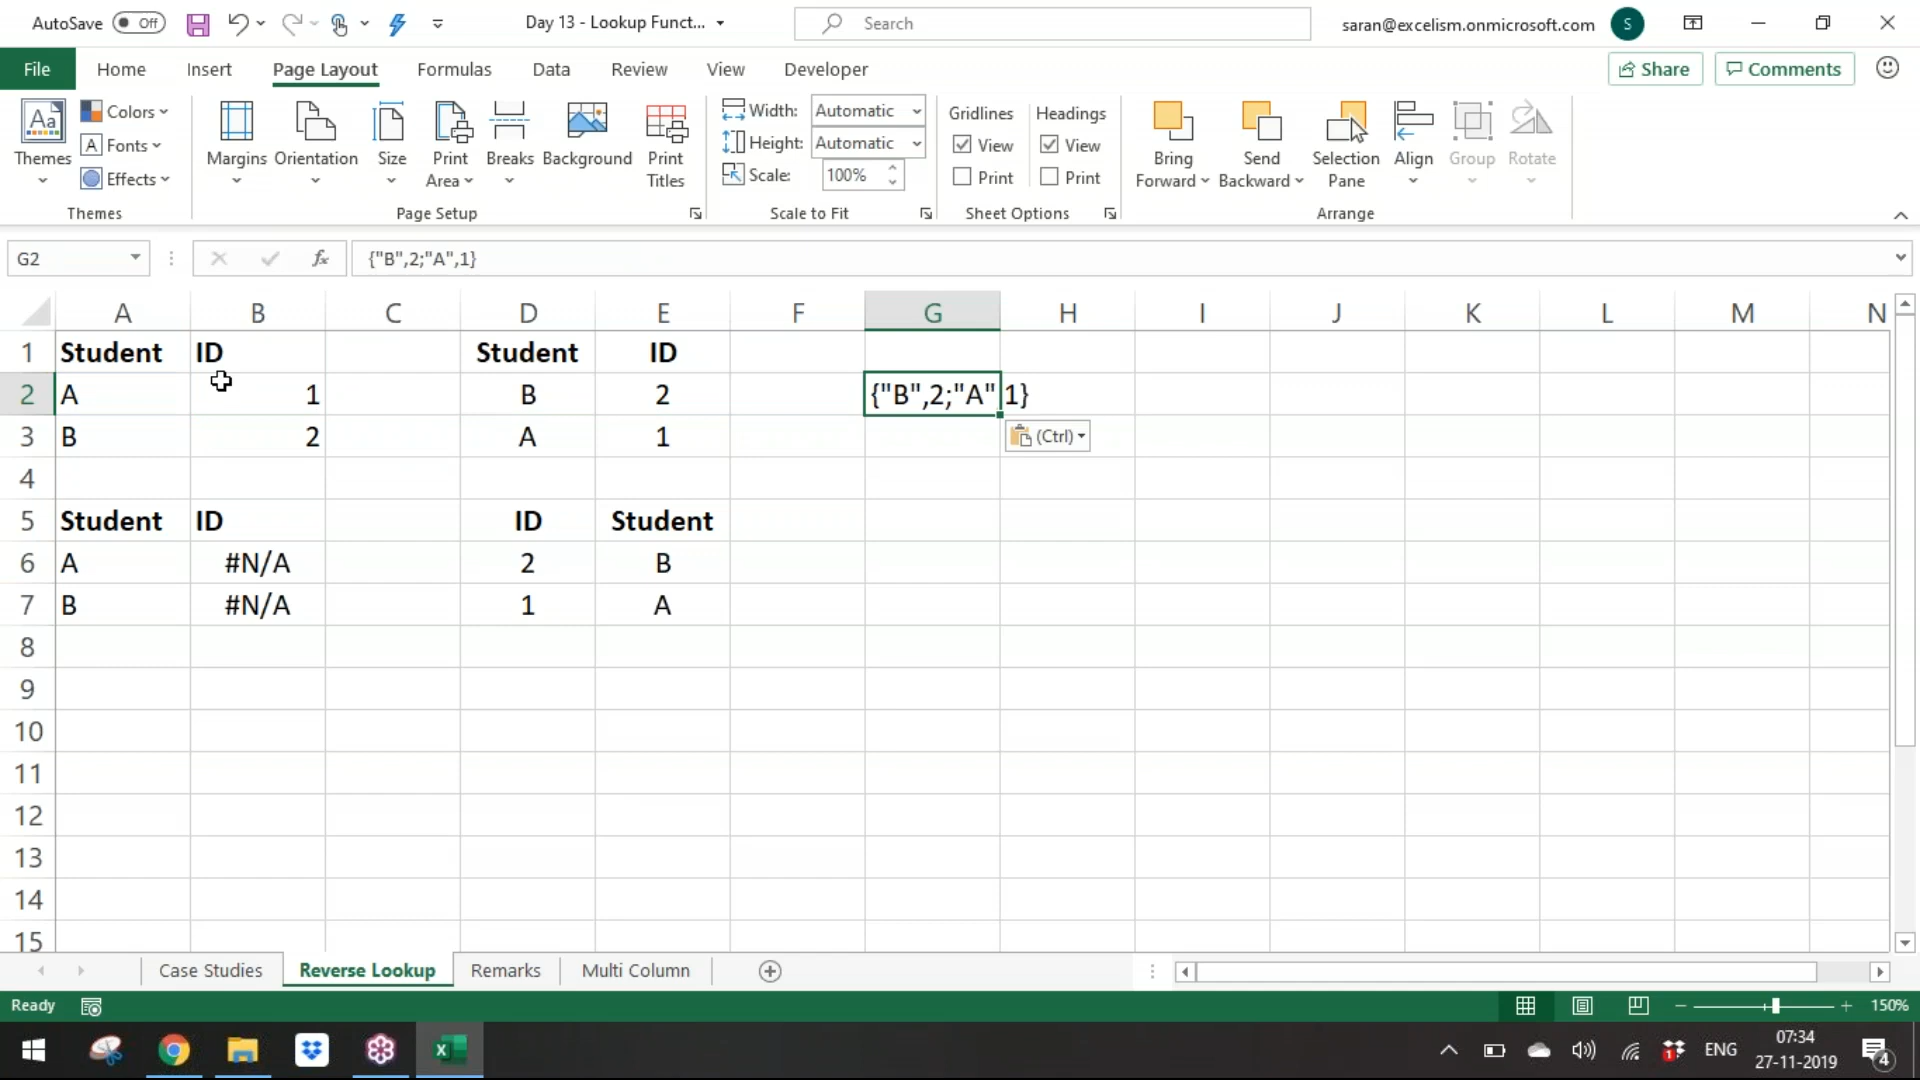 AutoSave Off
Day 13 - Lookup Funct...
Search
saran@excelism.onmicrosoft.com
S
File Home Insert Page Layout Formulas Data Review View Developer
Share Comments
Aa
Themes
Colors
Fonts
Effects
Themes
Margins Orientation Size Print Area Breaks Background Print Titles
Page Setup
Width: Automatic
Height: Automatic
Scale: 100%
Scale to Fit
Gridlines Headings
View View
Print Print
Sheet Options
Bring Forward Send Backward Selection Pane Align Group Rotate
Arrange
G2 fx {"B",2;"A",1}
A B C D E F G H I J K L M N
1 Student ID Student ID
2 A 1 B 2 {"B",2;"A" 1}
3 B 2 A 1
(Ctrl)
4
5 Student ID ID Student
6 A #N/A 2 B
7 B #N/A 1 A
8
9
10
11
12
13
14
15
Case Studies Reverse Lookup Remarks Multi Column
Ready 150%
ENG
07:34
27-11-2019
1
4